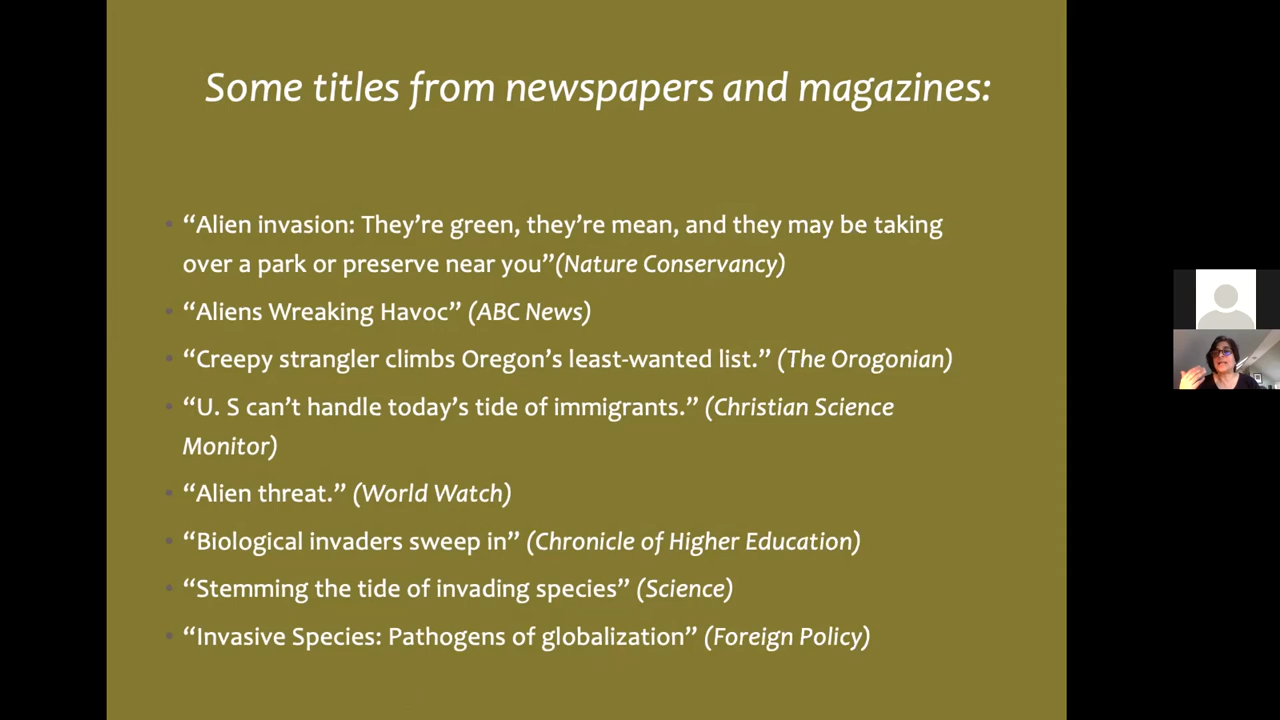 Some titles from newspapers and magazines:
• “Alien invasion: They’re green, they’re mean, and they may be taking
over a park or preserve near you”(Nature Conservancy)
• “Aliens Wreaking Havoc” (ABC News)
• “Creepy strangler climbs Oregon’s least-wanted list.” (The Orogonian)
• “U. S can’t handle today’s tide of immigrants.” (Christian Science
Monitor)
• “Alien threat.” (World Watch)
• “Biological invaders sweep in” (Chronicle of Higher Education)
• “Stemming the tide of invading species” (Science)
• “Invasive Species: Pathogens of globalization” (Foreign Policy)